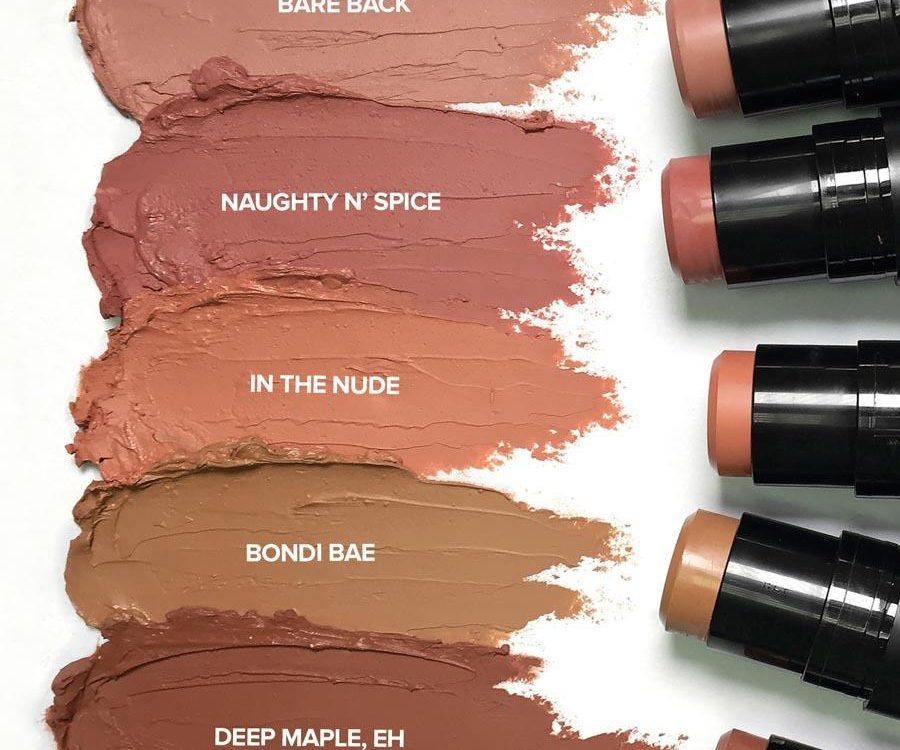 BARE BACK
NAUGHTY N' SPICE
IN THE NUDE
BONDI BAE
DEEP MAPLE, EH